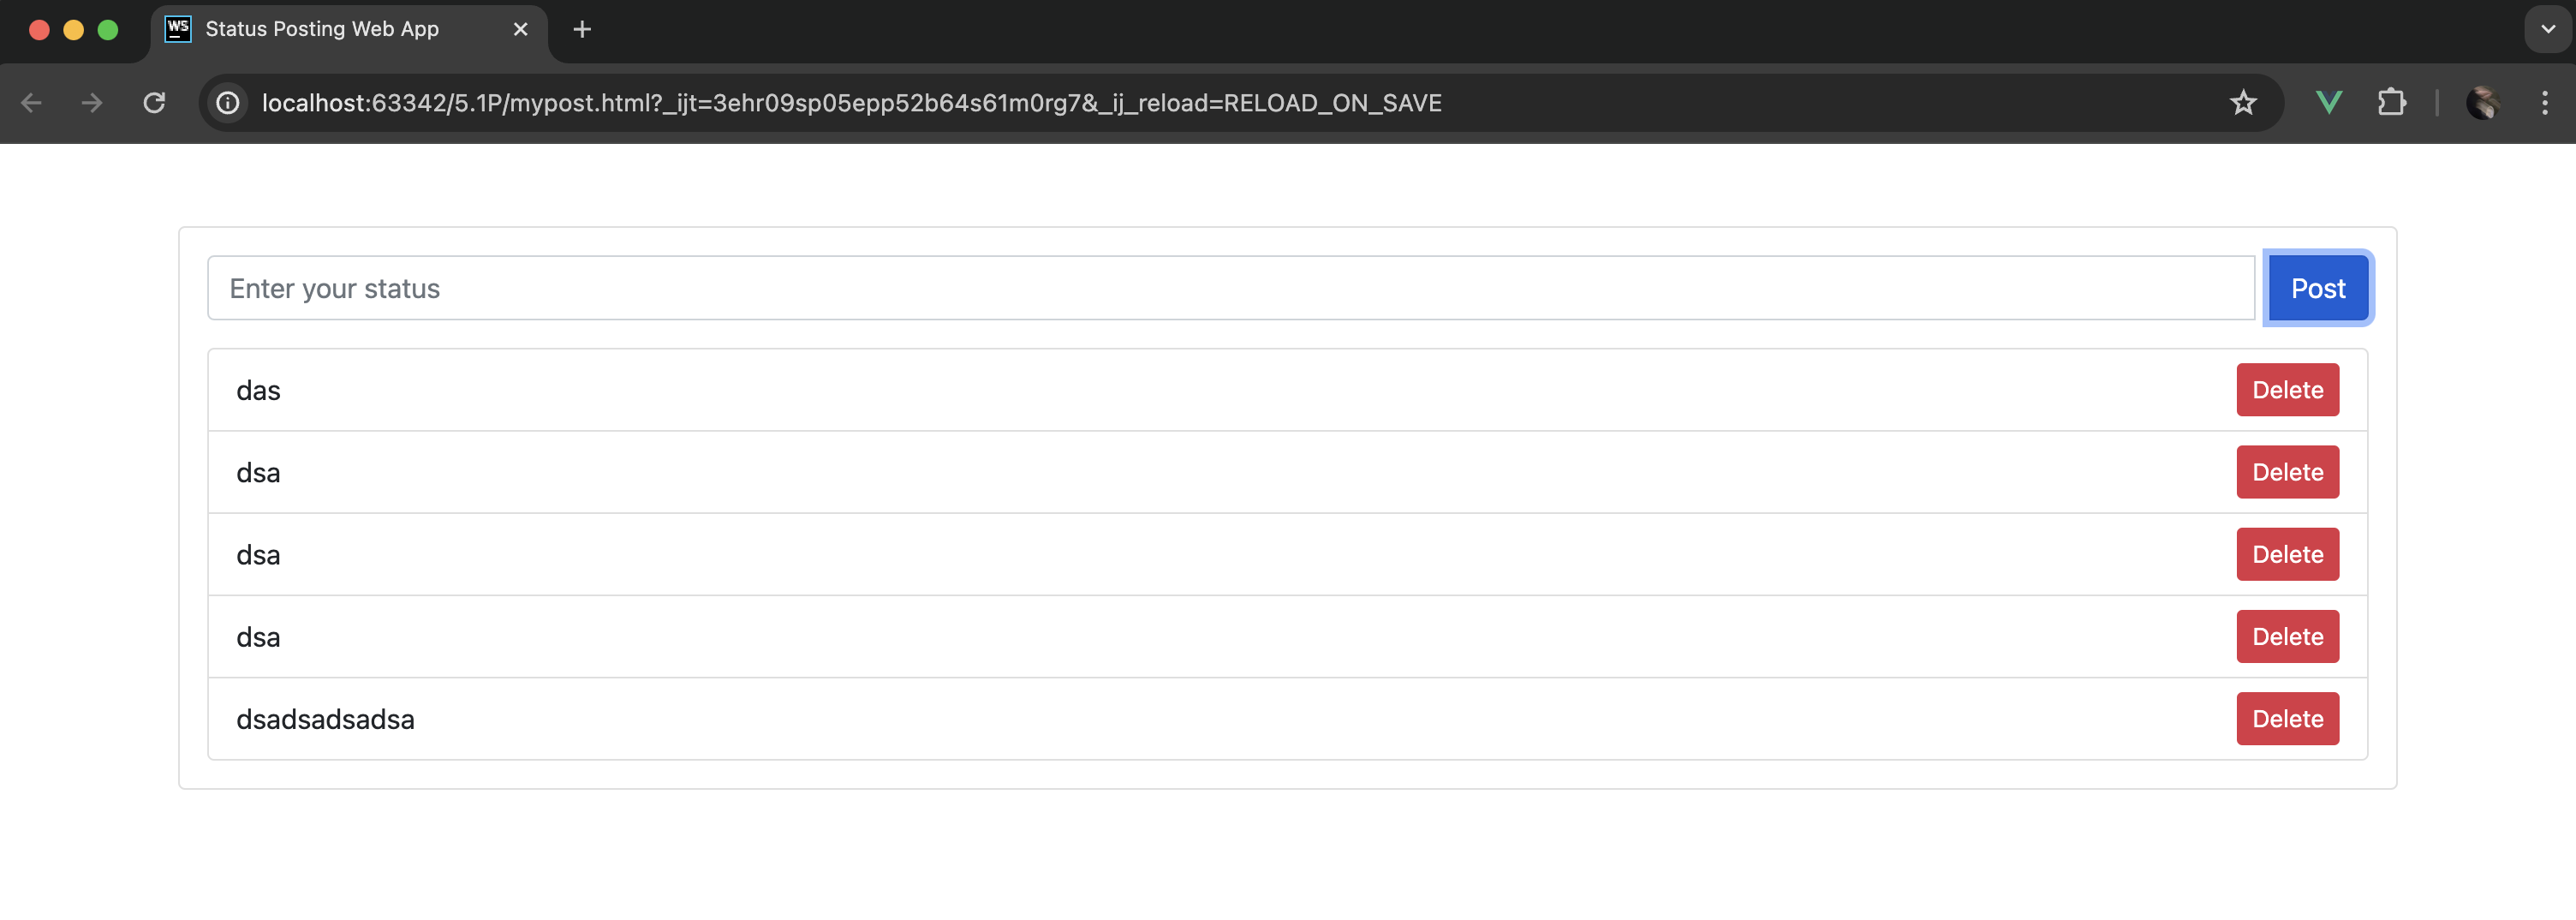 WS
Status Posting Web App
localhost:63342/5.1P/mypost.html?_ijt=3ehr09sp05epp52b64s61m0rg7&_ij_reload=RELOAD_ON_SAVE
Enter your status Post
das Delete
dsa Delete
dsa Delete
dsa Delete
dsadsadsadsa Delete